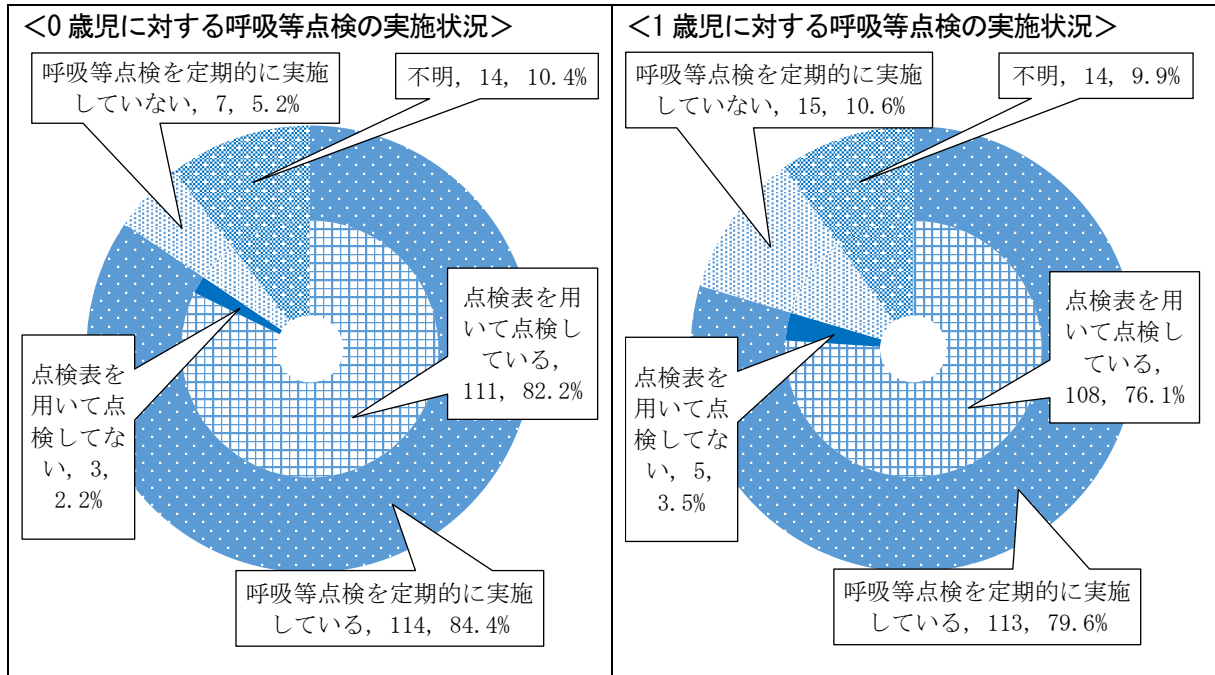 ＜0 歳児に対する呼吸等点検の実施状況＞
呼吸等点検を定期的に実施
していない, 7, 5.2%
不明, 14, 10.4%
点検表を用
いて点検し
ている,
111, 82.2%
点検表を
用いて点
検してな
い, 3,
2.2%
呼吸等点検を定期的に実施
している, 114, 84.4%
＜1 歳児に対する呼吸等点検の実施状況＞
呼吸等点検を定期的に実施
していない, 15, 10.6%
不明, 14, 9.9%
点検表を用
いて点検し
ている,
108, 76.1%
点検表を
用いて点
検してな
い, 5,
3.5%
呼吸等点検を定期的に実施
している, 113, 79.6%